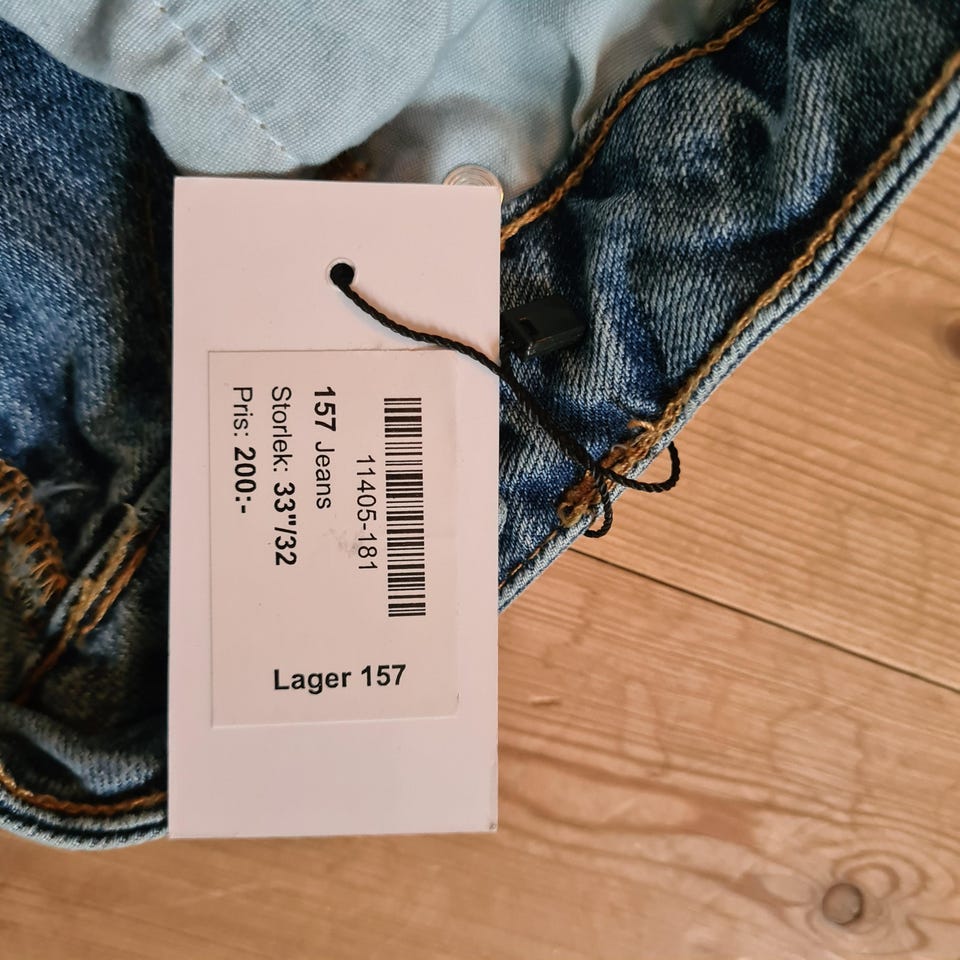 11405-181
157 Jeans
Storlek: 33"/32
Pris: 200:-
Lager 157